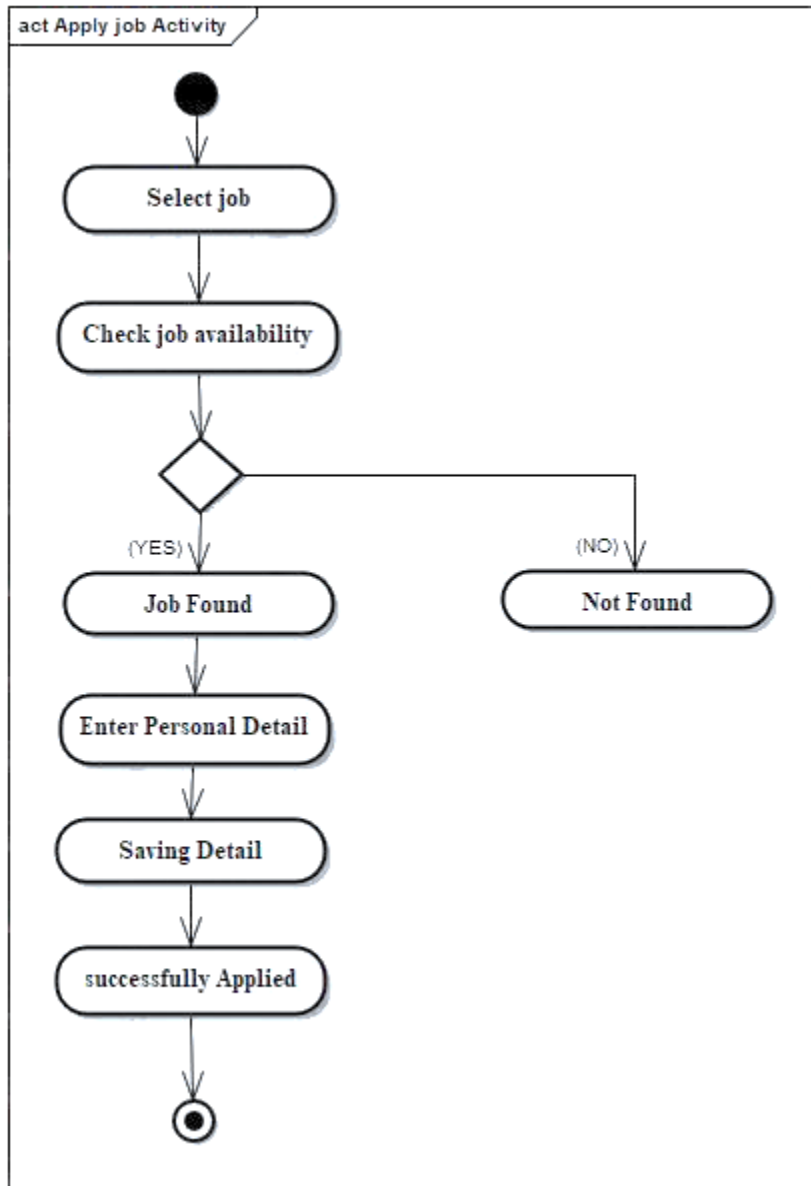 act Apply job Activity
Select job
Check job availability
(YES)
(NO)
Job Found
Not Found
Enter Personal Detail
Saving Detail
successfully Applied